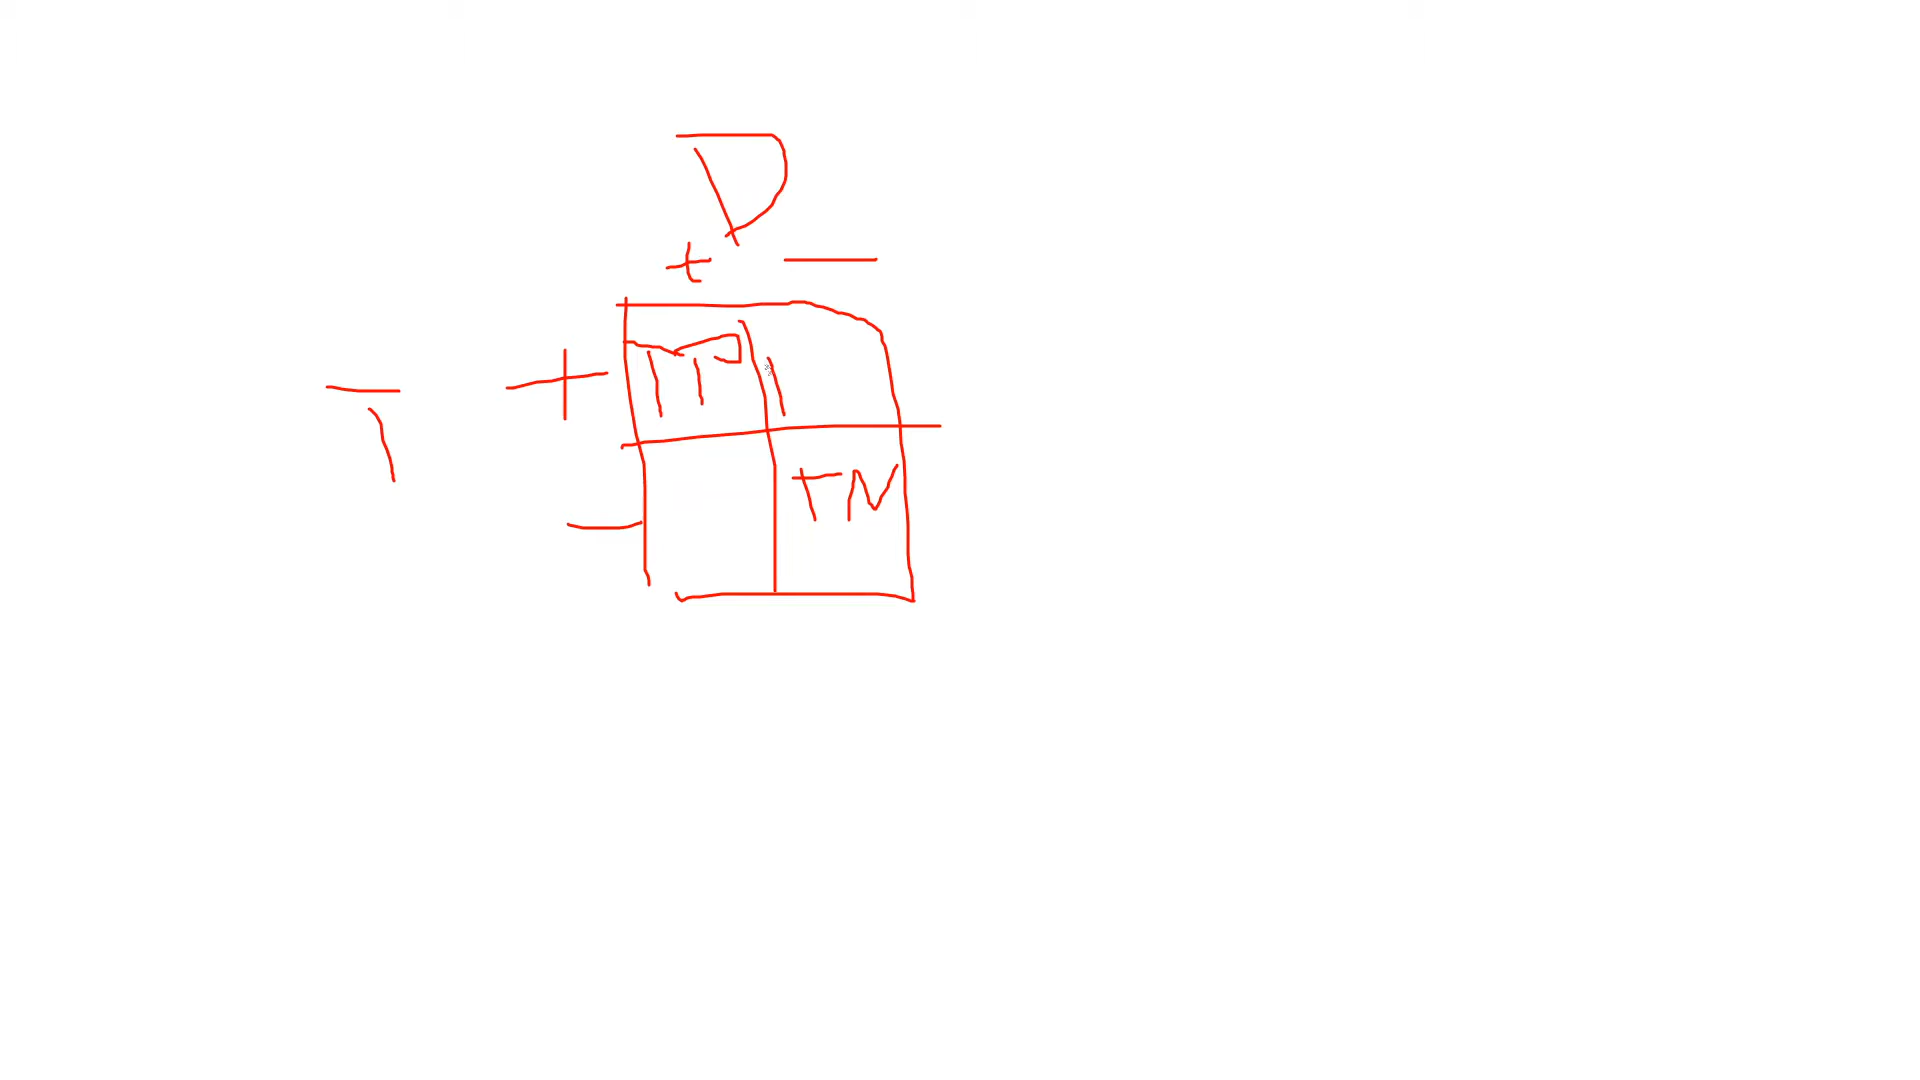 D
+ —
T + TP
— TN